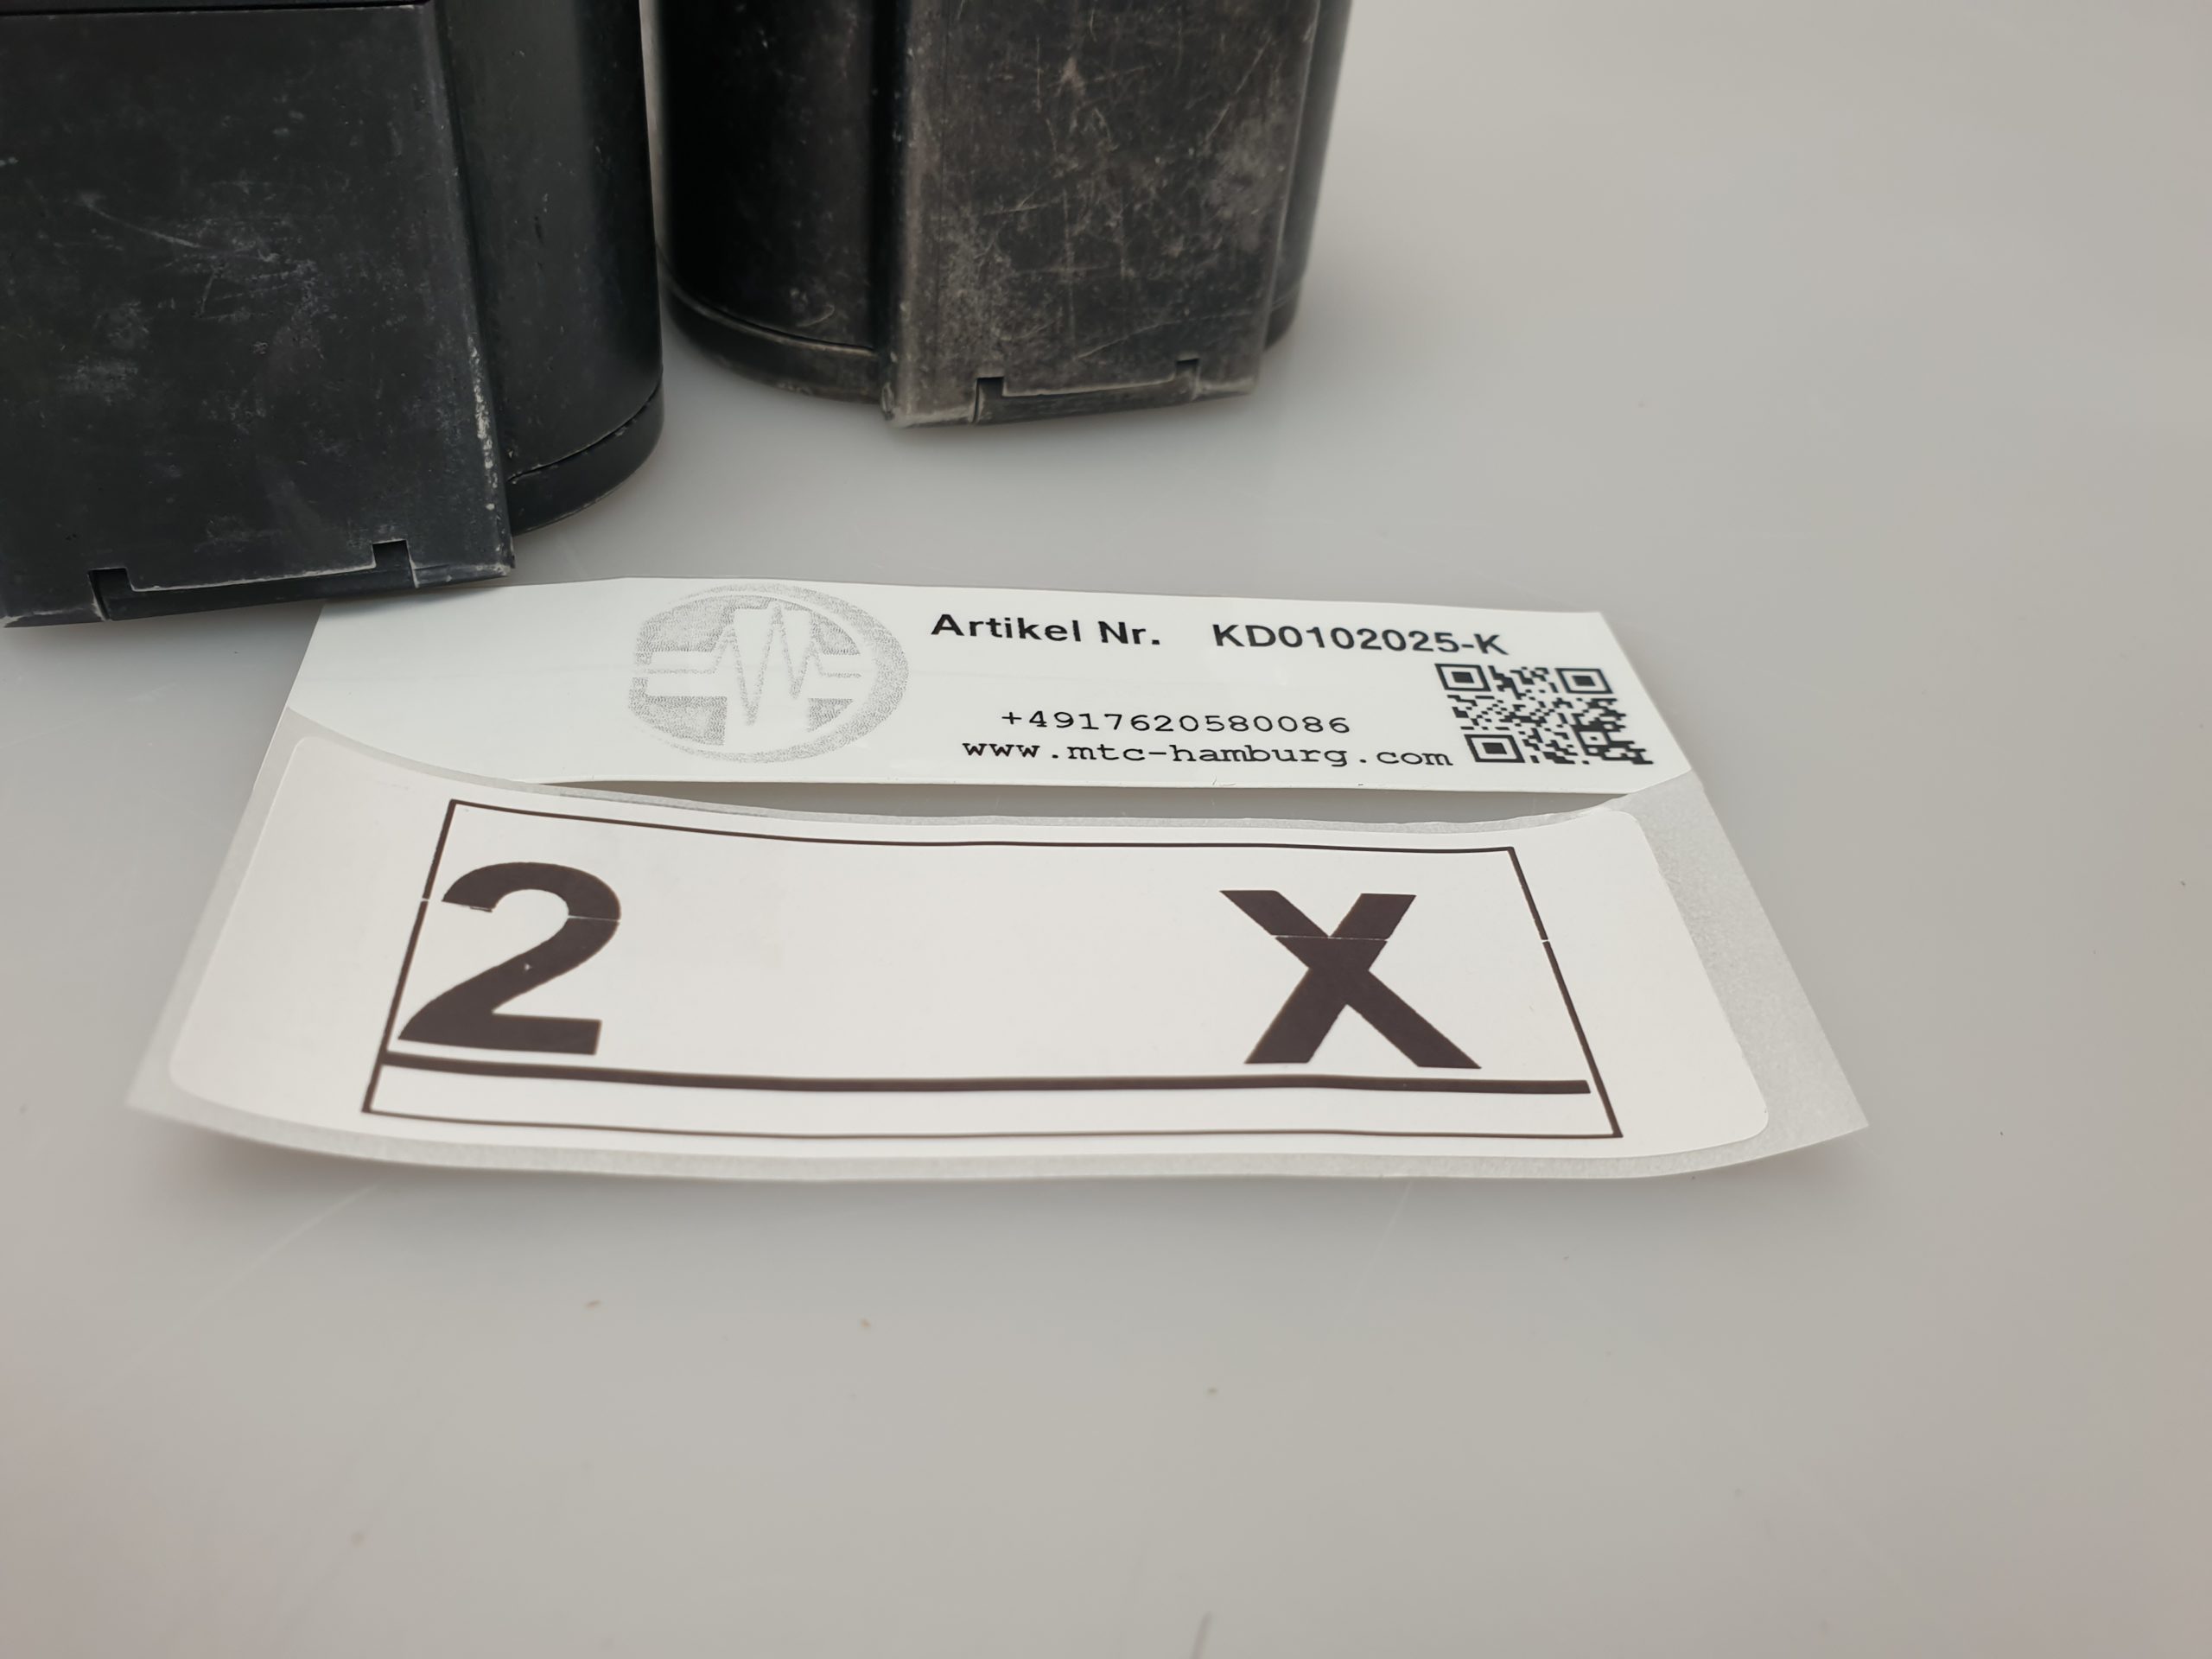 Artikel Nr. KD0102025-K
+4917620580086
www.mtc-hamburg.com
2 X